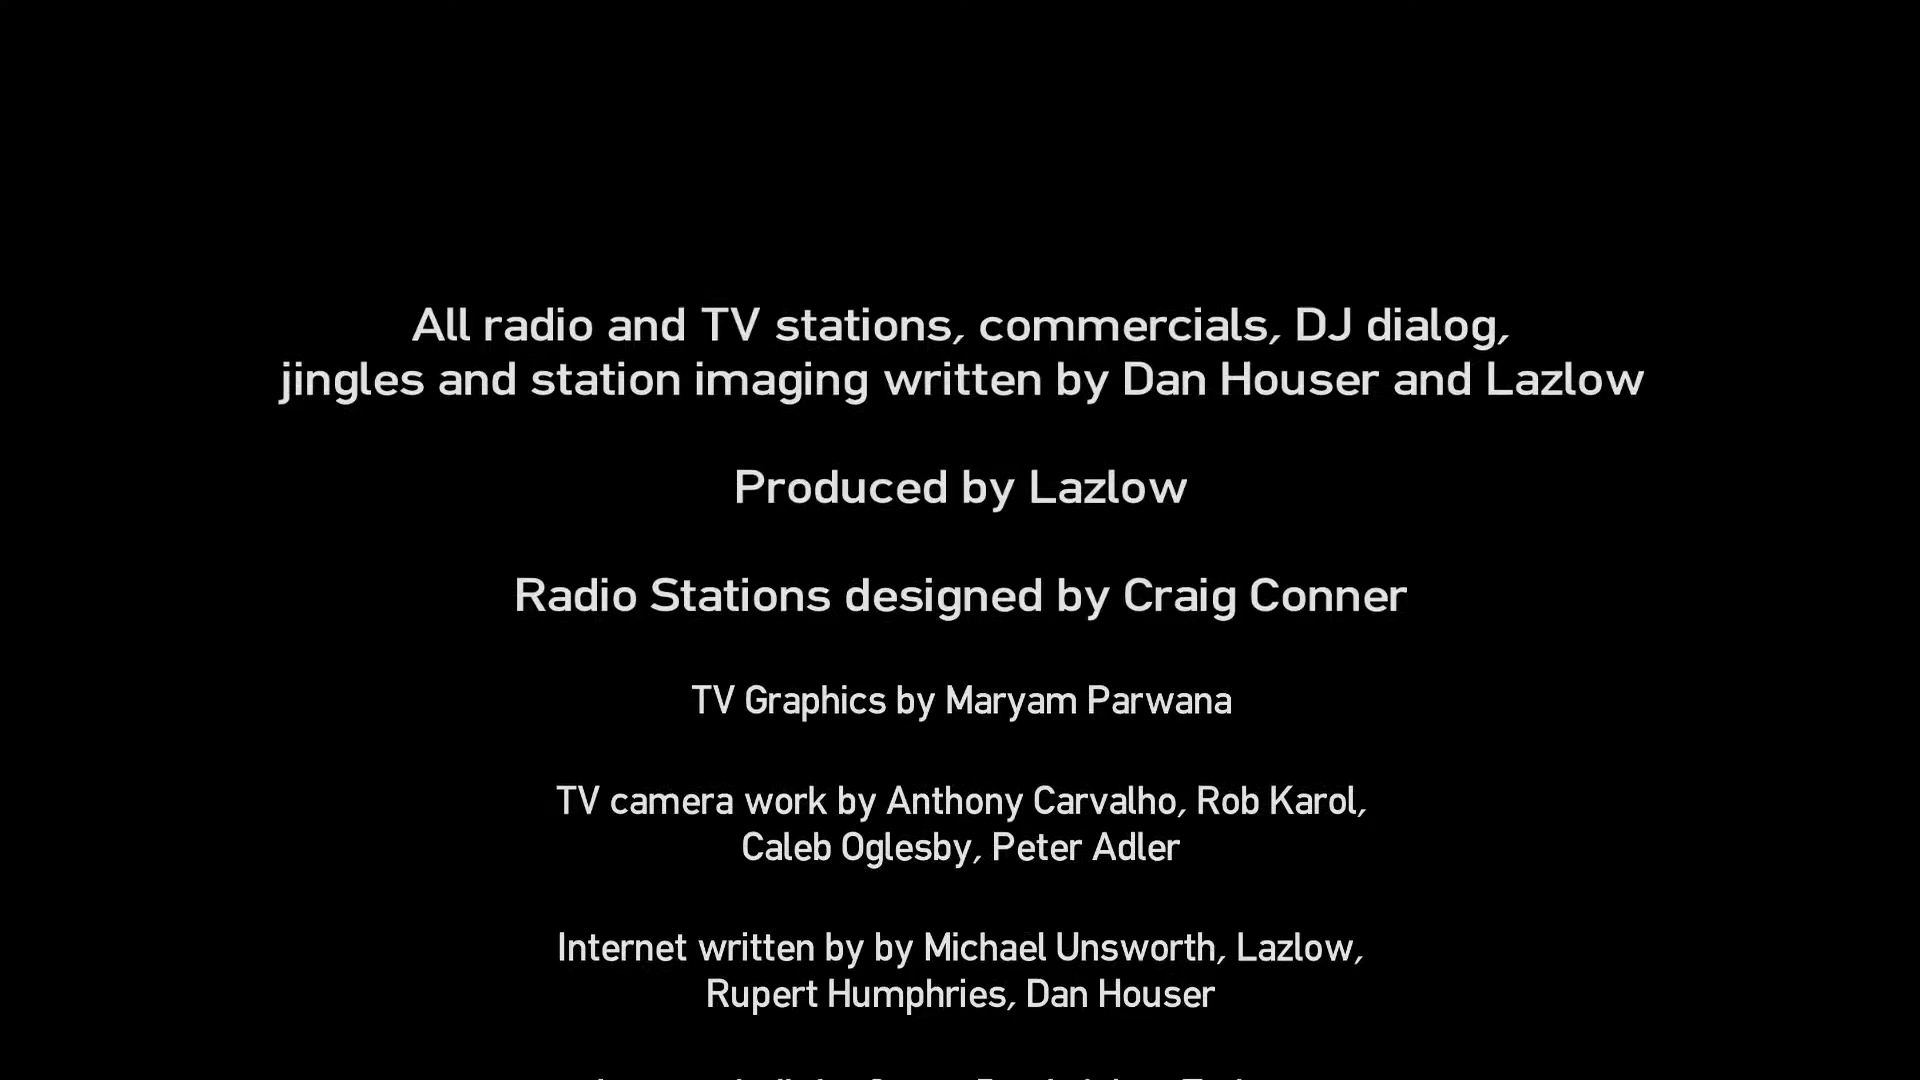 All radio and TV stations, commercials, DJ dialog,
jingles and station imaging written by Dan Houser and Lazlow
Produced by Lazlow
Radio Stations designed by Craig Conner
TV Graphics by Maryam Parwana
TV camera work by Anthony Carvalho, Rob Karol,
Caleb Oglesby, Peter Adler
Internet written by by Michael Unsworth, Lazlow,
Rupert Humphries, Dan Houser